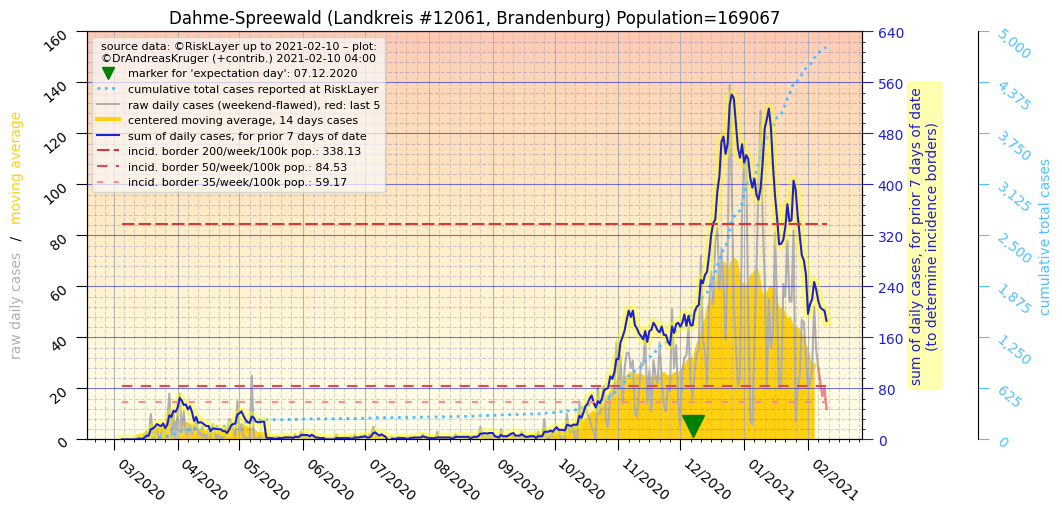 Dahme-Spreewald (Landkreis #12061, Brandenburg) Population=169067
source data: ©RiskLayer up to 2021-02-10 – plot:
©DrAndreasKruger (+contrib.) 2021-02-10 04:00
marker for 'expectation day': 07.12.2020
cumulative total cases reported at RiskLayer
raw daily cases (weekend-flawed), red: last 5
centered moving average, 14 days cases
sum of daily cases, for prior 7 days of date
incid. border 200/week/100k pop.: 338.13
incid. border 50/week/100k pop.: 84.53
incid. border 35/week/100k pop.: 59.17
raw daily cases / moving average
160
140
120
100
80
60
40
20
0
03/2020
04/2020
05/2020
06/2020
07/2020
08/2020
09/2020
10/2020
11/2020
12/2020
01/2021
02/2021
640
560
480
400
320
240
160
80
0
sum of daily cases, for prior 7 days of date
(to determine incidence borders)
5,000
4,375
3,750
3,125
2,500
1,875
1,250
625
0
cumulative total cases